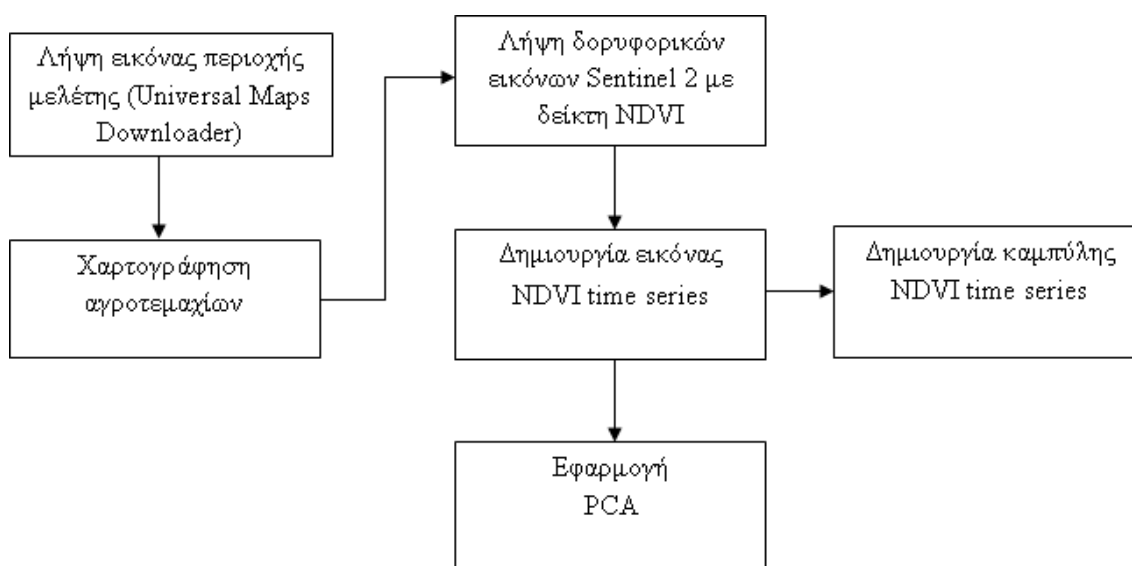 Λήψη εικόνας περιοχής
μελέτης (Universal Maps
Downloader)
Χαρτογράφηση
αγροτεμαχίων
Λήψη δορυφορικών
εικόνων Sentinel 2 με
δείκτη NDVI
Δημιουργία εικόνας
NDVI time series
Δημιουργία καμπύλης
NDVI time series
Εφαρμογή
PCA